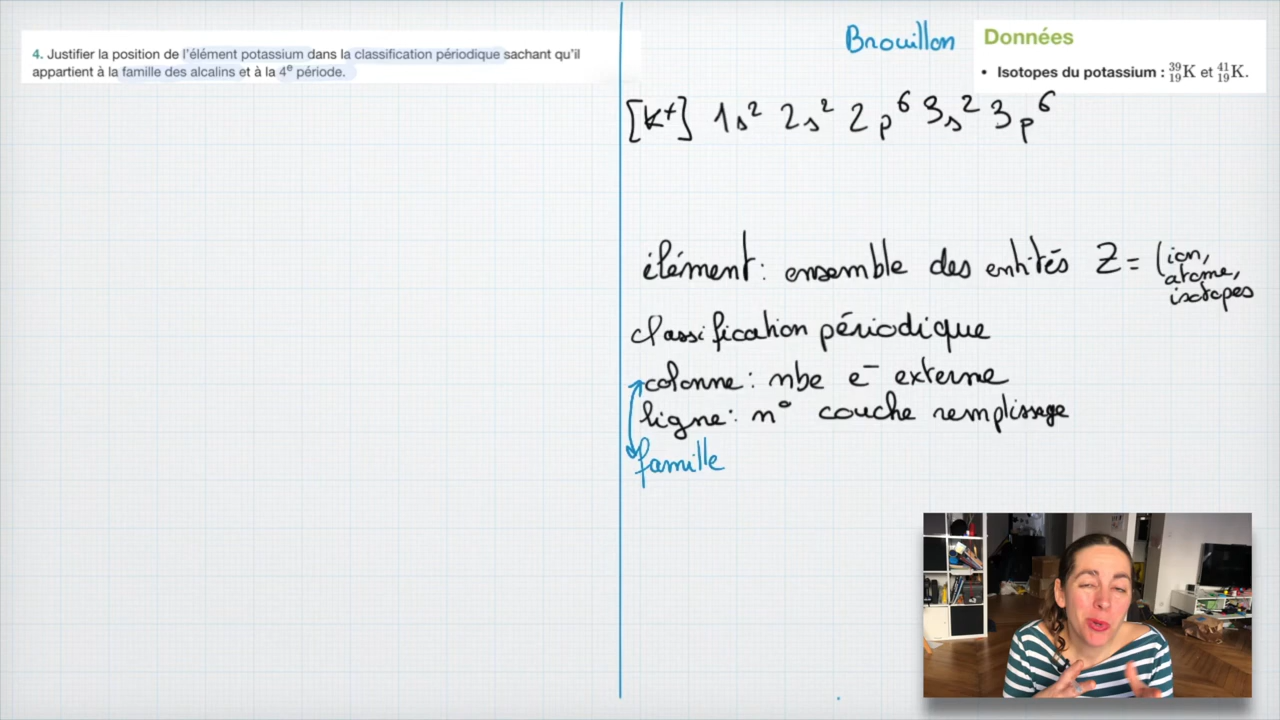 4. Justifier la position de l'élément potassium dans la classification périodique sachant qu'il
appartient à la famille des alcalins et à la 4e période.
Brouillon
Données
• Isotopes du potassium : ³⁹₁₉K et ⁴¹₁₉K.
[K⁺] 1s² 2s² 2p⁶ 3s² 3p⁶
élément : ensemble des entités Z = (ion,
atome,
isotopes
classification périodique
colonne : nbe e⁻ externe
ligne : n° couche remplissage
famille